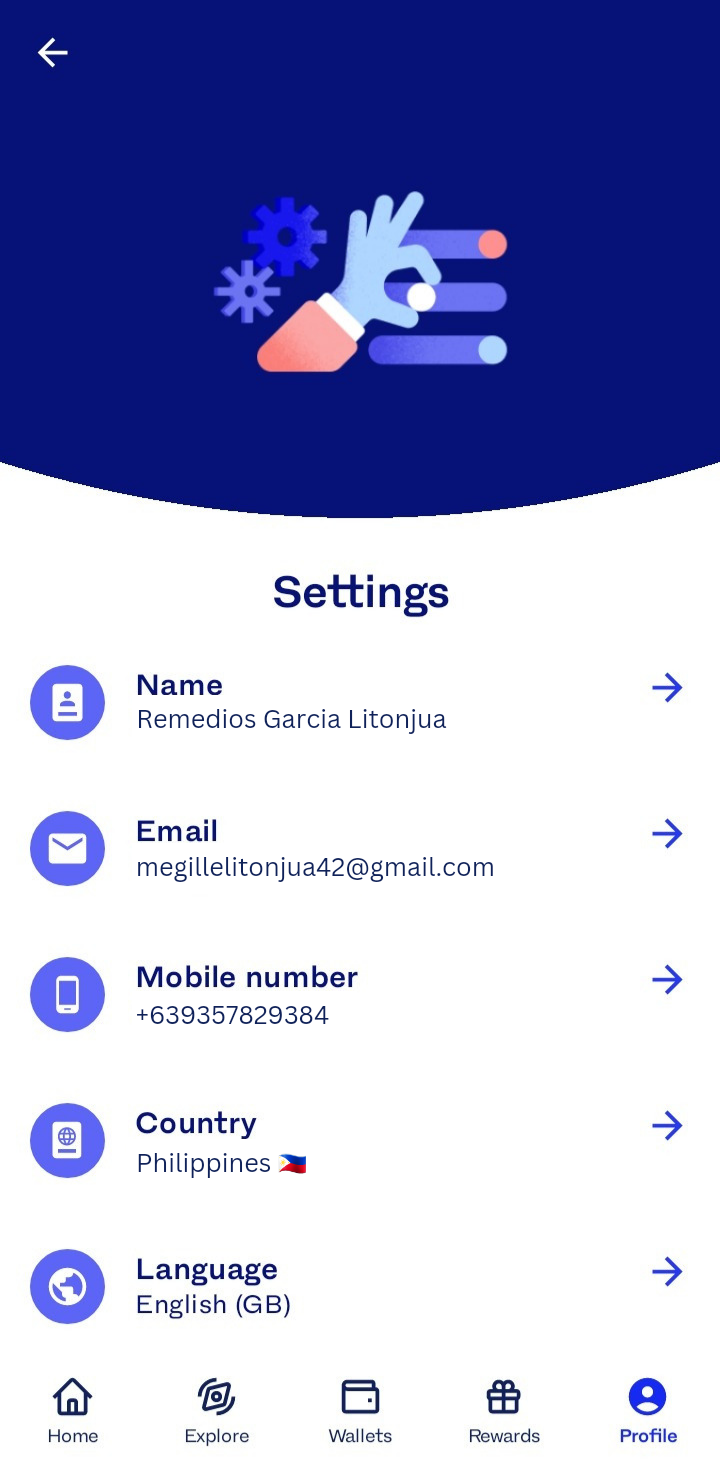 Settings
Name
Remedios Garcia Litonjua
Email
megillelitonjua42@gmail.com
Mobile number
+639357829384
Country
Philippines 🇵🇭
Language
English (GB)
Home
Explore
Wallets
Rewards
Profile